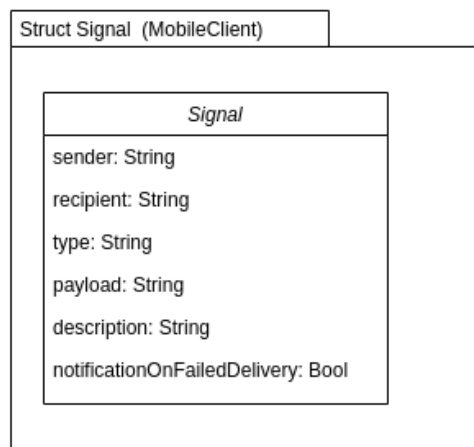 Struct Signal  (MobileClient)
Signal
sender: String
recipient: String
type: String
payload: String
description: String
notificationOnFailedDelivery: Bool